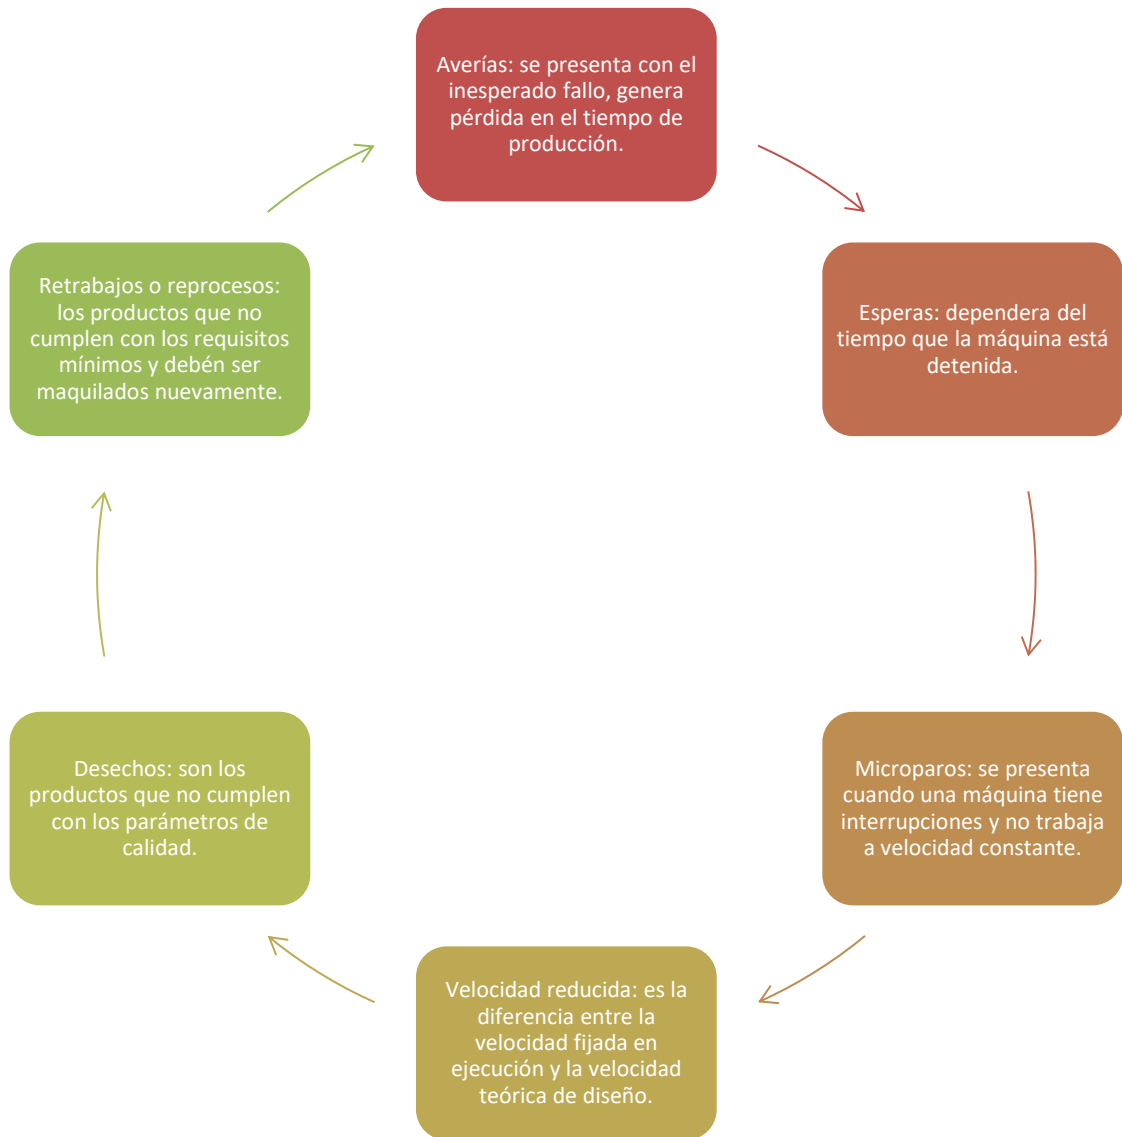 Averías: se presenta con el
inesperado fallo, genera
pérdida en el tiempo de
producción.
Esperas: dependera del
tiempo que la máquina está
detenida.
Microparos: se presenta
cuando una máquina tiene
interrupciones y no trabaja
a velocidad constante.
Velocidad reducida: es la
diferencia entre la
velocidad fijada en
ejecución y la velocidad
teórica de diseño.
Desechos: son los
productos que no cumplen
con los parámetros de
calidad.
Retrabajos o reprocesos:
los productos que no
cumplen con los requisitos
mínimos y debén ser
maquilados nuevamente.